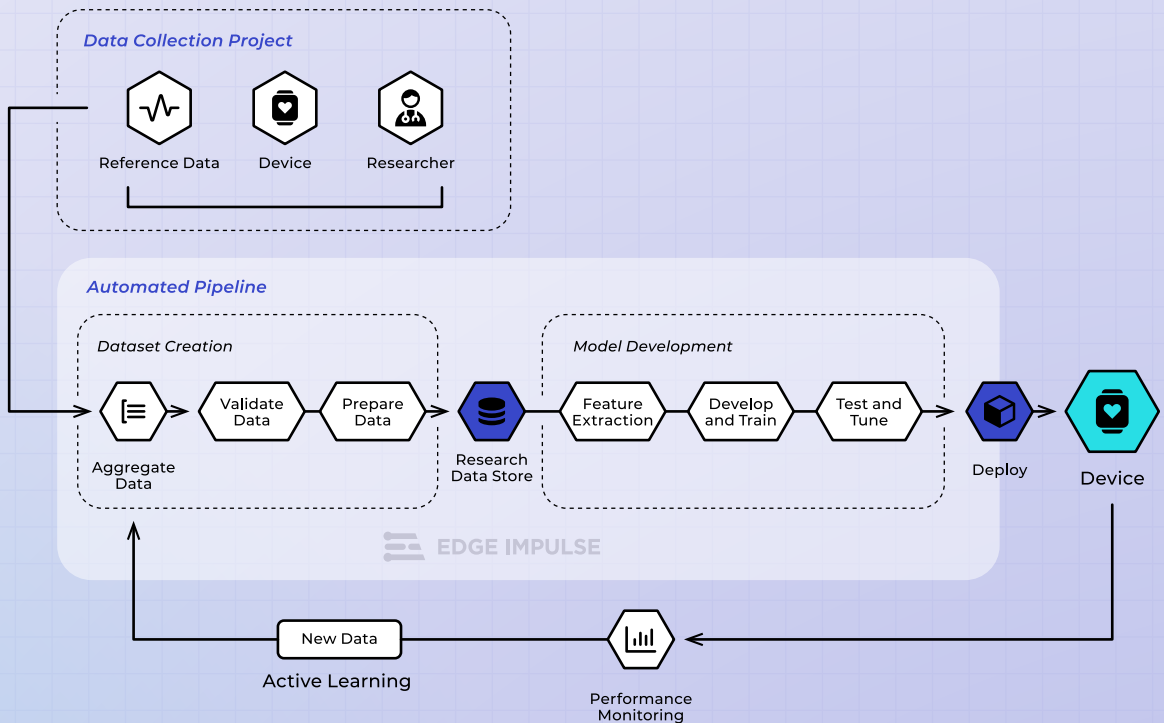 Data Collection Project
Reference Data
Device
Researcher
Automated Pipeline
Dataset Creation
Model Development
Validate
Data
Prepare
Data
Feature
Extraction
Develop
and Train
Test and
Tune
Aggregate
Data
Research
Data Store
Deploy
Device
EDGE IMPULSE
New Data
Active Learning
Performance
Monitoring